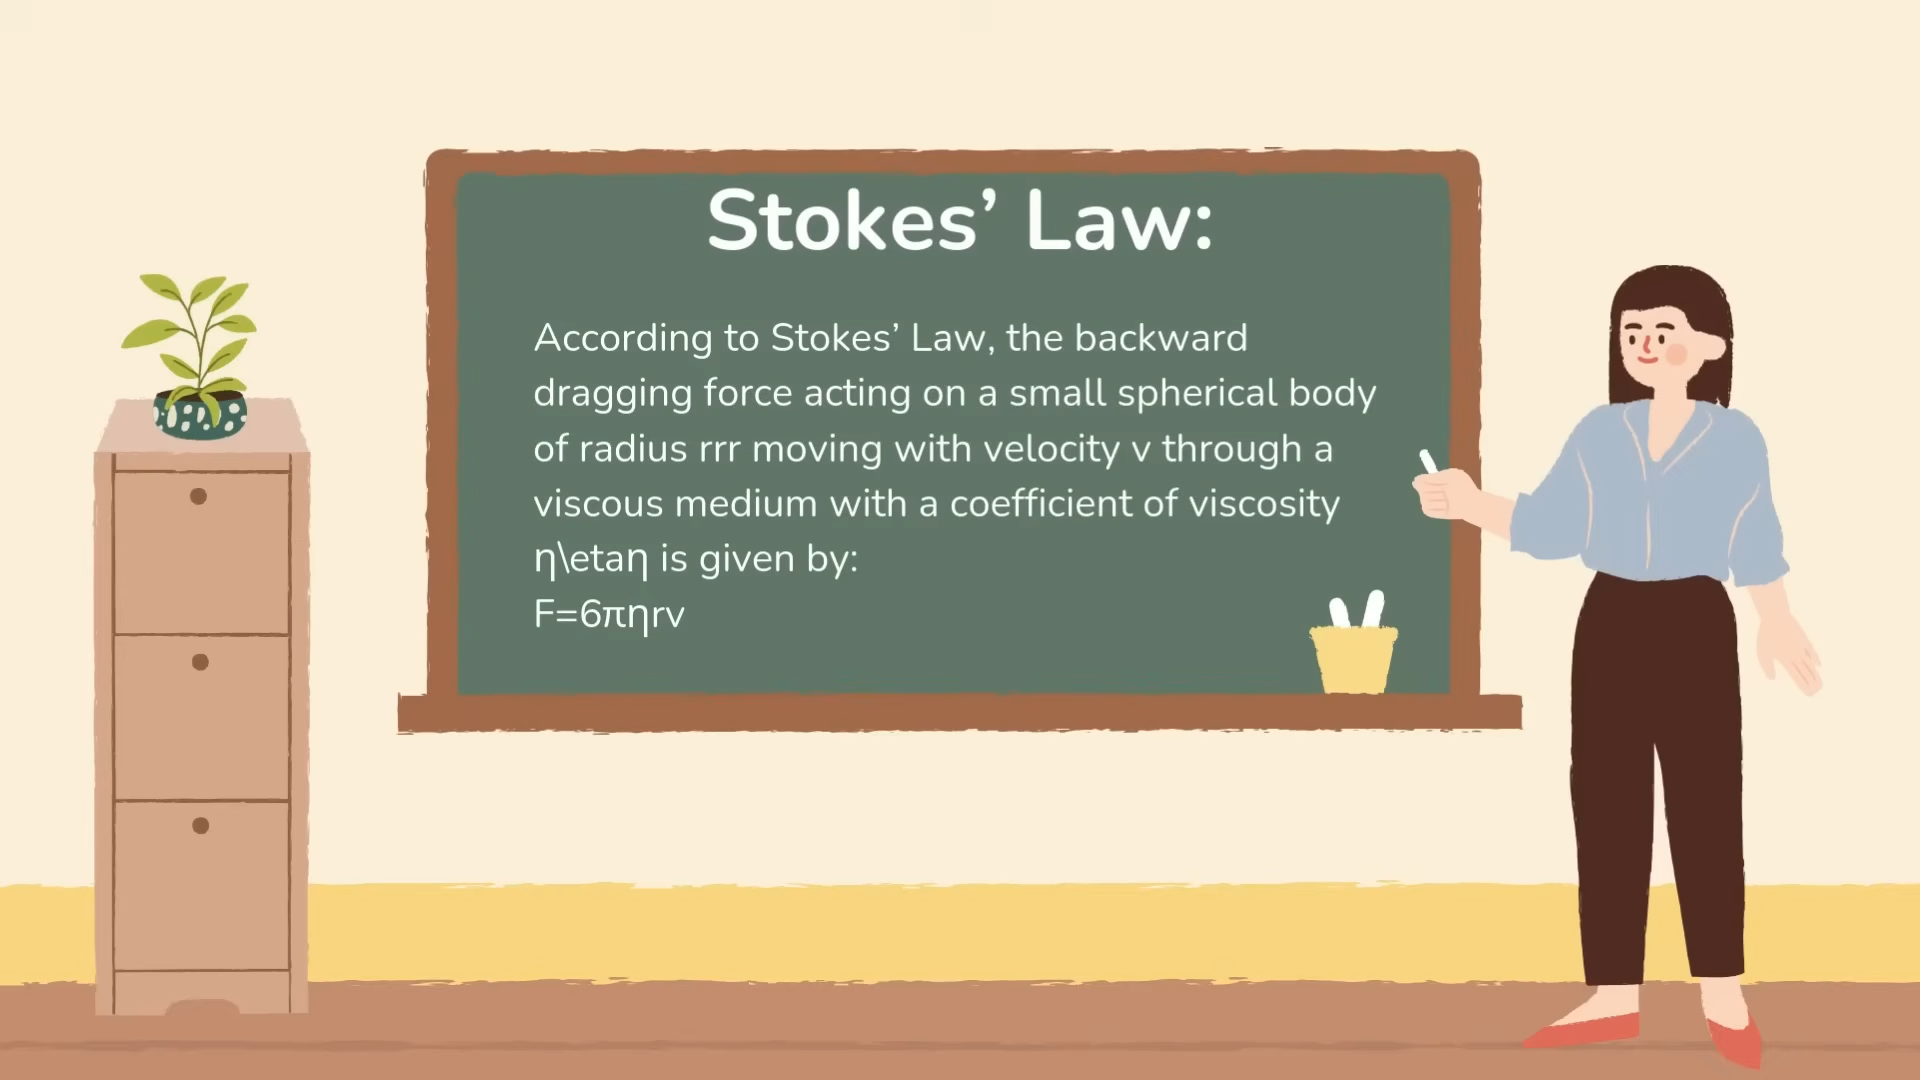 Stokes’ Law:
According to Stokes’ Law, the backward
dragging force acting on a small spherical body
of radius rrr moving with velocity v through a
viscous medium with a coefficient of viscosity
η\etaη is given by:
F=6πηrv